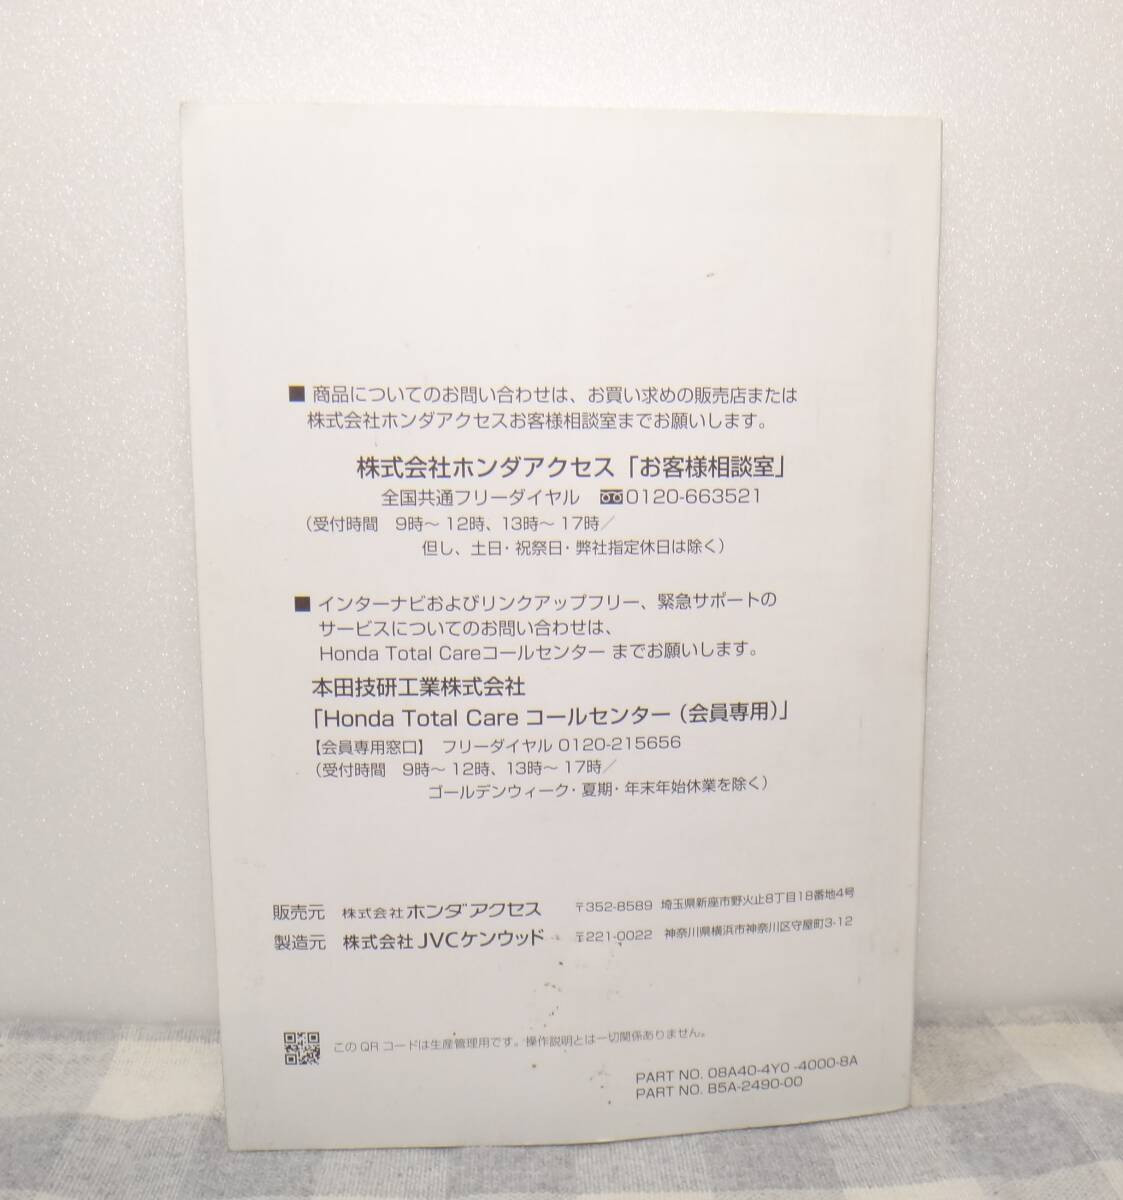 ■ 商品についてのお問い合わせは、お買い求めの販売店または
株式会社ホンダアクセスお客様相談室までお願いします。
株式会社ホンダアクセス「お客様相談室」
全国共通フリーダイヤル 0120-663521
（受付時間　9時～12時、13時～17時／
但し、土日・祝祭日・弊社指定休日は除く）
■ インターナビおよびリンクアップフリー、緊急サポートの
サービスについてのお問い合わせは、
Honda Total Careコールセンター までお願いします。
本田技研工業株式会社
「Honda Total Care コールセンター（会員専用）」
【会員専用窓口】　フリーダイヤル 0120-215656
（受付時間　9時～12時、13時～17時／
ゴールデンウィーク・夏期・年末年始休業を除く）
販売元　株式会社 ホンダアクセス　〒352-8589　埼玉県新座市野火止8丁目18番地4号
製造元　株式会社 JVCケンウッド　〒221-0022　神奈川県横浜市神奈川区守屋町3-12
このQRコードは生産管理用です。操作説明とは一切関係ありません。
PART NO. 08A40-4Y0 -4000-8A
PART NO. B5A-2490-00